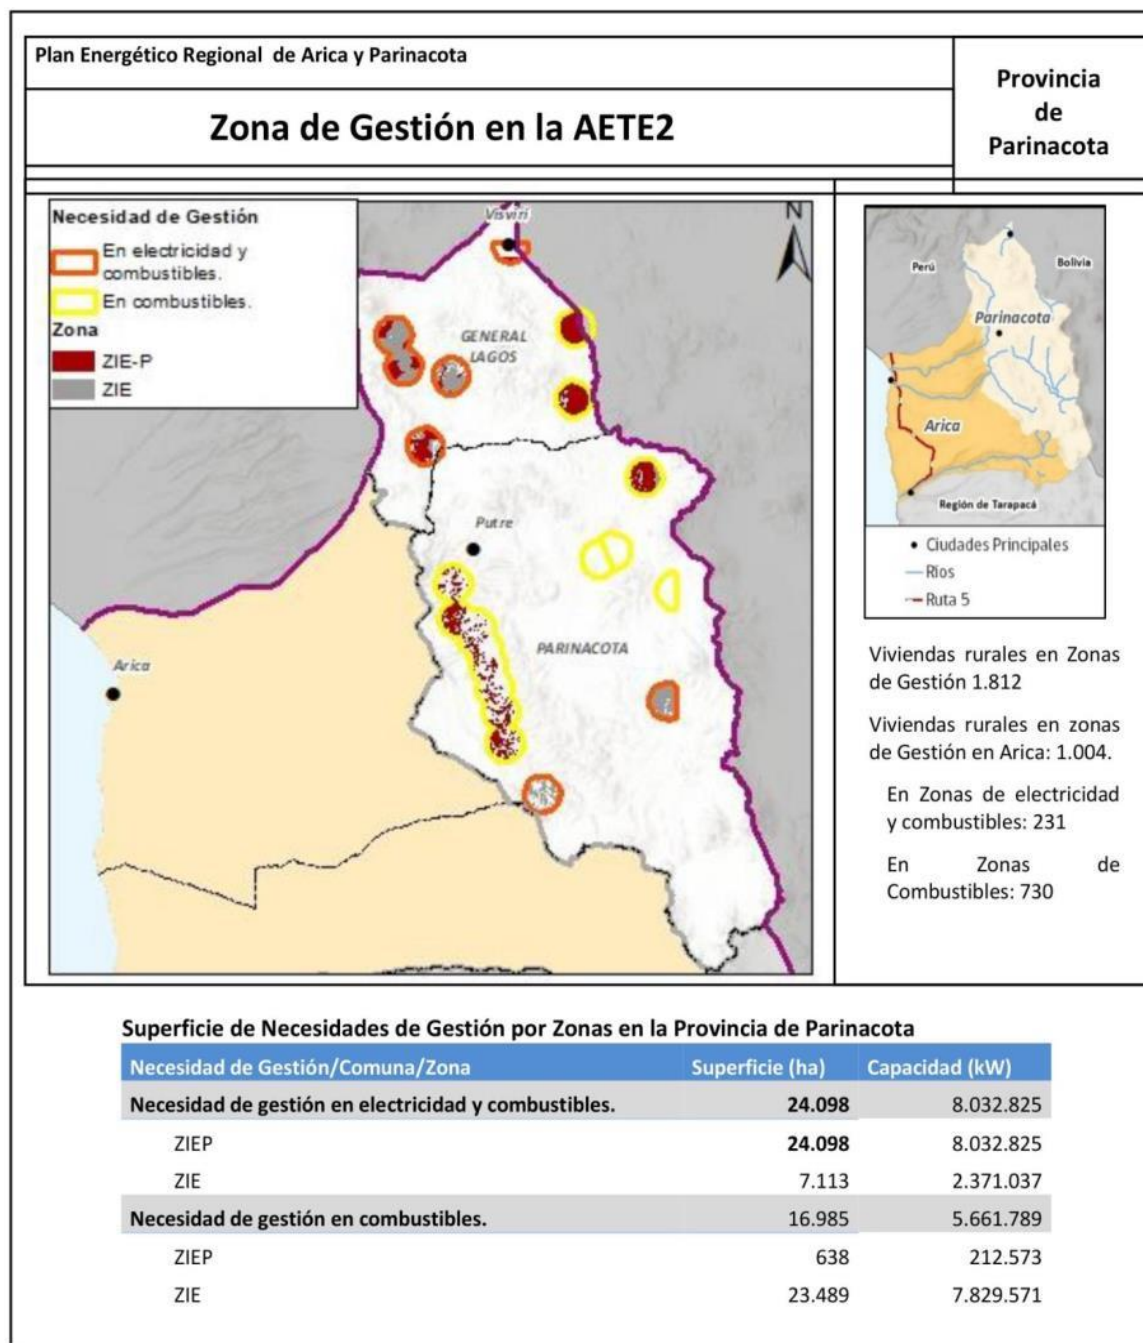 Plan Energético Regional de Arica y Parinacota
Zona de Gestión en la AETE2
Provincia
de
Parinacota
Necesidad de Gestión
En electricidad y
combustibles.
En combustibles.
Zona
ZIE-P
ZIE
Visviri
N
GENERAL
LAGOS
Putre
PARINACOTA
Arica
Perú
Bolivia
Parinacota
Arica
Región de Tarapacá
Ciudades Principales
Ríos
Ruta 5
Viviendas rurales en Zonas
de Gestión 1.812
Viviendas rurales en zonas
de Gestión en Arica: 1.004.
En Zonas de electricidad
y combustibles: 231
En Zonas de
Combustibles: 730
Superficie de Necesidades de Gestión por Zonas en la Provincia de Parinacota
Necesidad de Gestión/Comuna/Zona Superficie (ha) Capacidad (kW)
Necesidad de gestión en electricidad y combustibles. 24.098 8.032.825
ZIEP 24.098 8.032.825
ZIE 7.113 2.371.037
Necesidad de gestión en combustibles. 16.985 5.661.789
ZIEP 638 212.573
ZIE 23.489 7.829.571